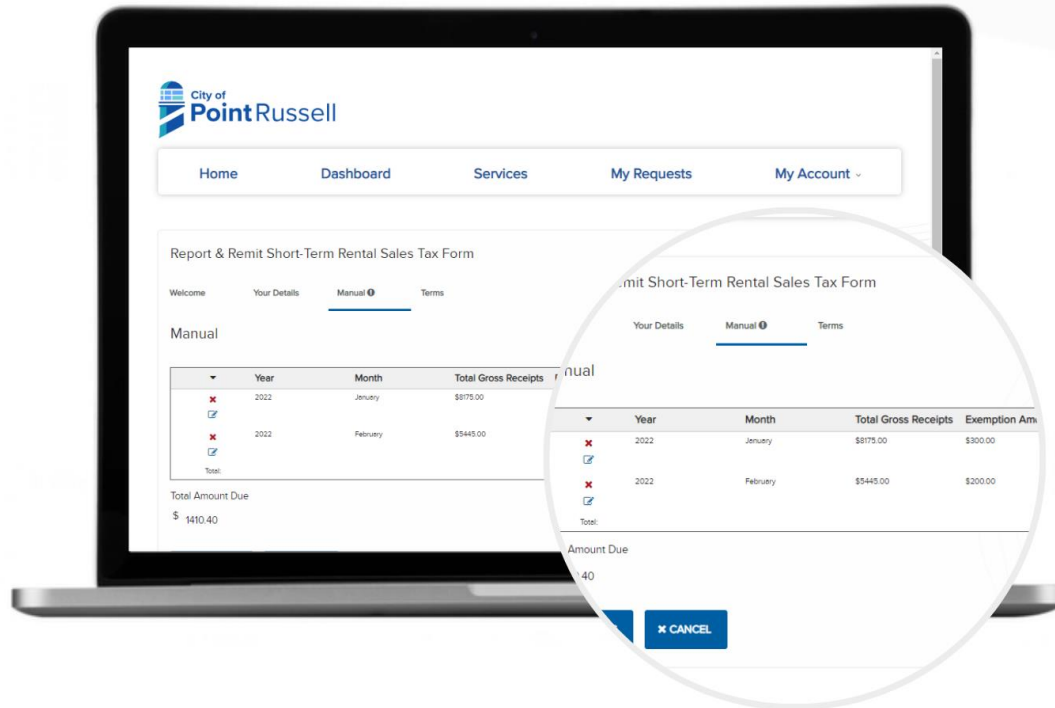 City of
Point Russell
Home Dashboard Services My Requests My Account
Report & Remit Short-Term Rental Sales Tax Form
Welcome Your Details Manual Terms
Manual
Year Month Total Gross Receipts
2022 January $8175.00
2022 February $5445.00
Total:
Total Amount Due
$ 1410.40
mit Short-Term Rental Sales Tax Form
Your Details Manual Terms
nual
Year Month Total Gross Receipts Exemption Am
2022 January $8175.00 $300.00
2022 February $5445.00 $200.00
Total:
Amount Due
.40
CANCEL